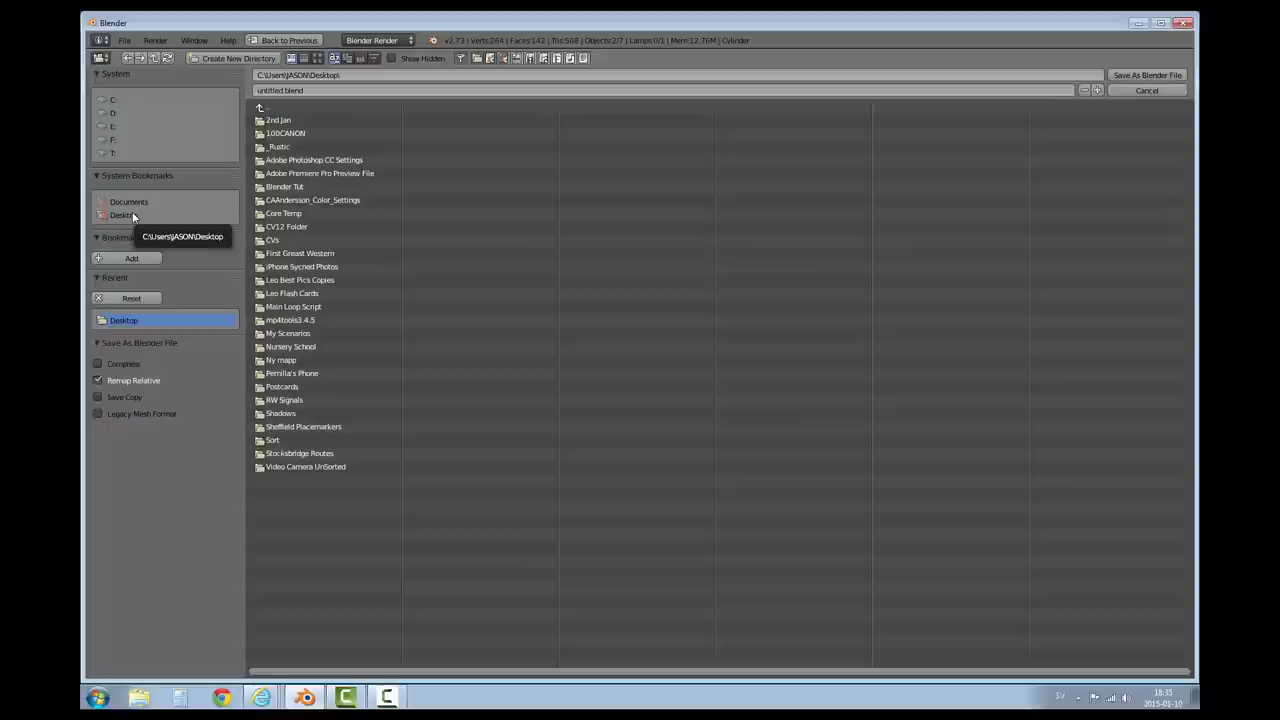 Blender
File Render Window Help Back to Previous Blender Render v2.73 | Verts:264 | Faces:142 | Tris:508 | Objects:2/7 | Lamps:0/1 | Mem:12.76M | Cylinder
Create New Directory Show Hidden
System
C:\Users\JASON\Desktop\ Save As Blender File
untitled.blend Cancel
C:
D:
E:
F:
T:
System Bookmarks
Documents
Desktop
C:\Users\JASON\Desktop
Add
Recent
Reset
Desktop
Save As Blender File
Compress
Remap Relative
Save Copy
Legacy Mesh Format
..
2nd Jan
100CANON
_Rustic
Adobe Photoshop CC Settings
Adobe Premiere Pro Preview File
Blender Tut
CAAndersson_Color_Settings
Core Temp
CV12 Folder
CVs
First Greast Western
iPhone Sycned Photos
Leo Best Pics Copies
Leo Flash Cards
Main Loop Script
mp4tools3.4.5
My Scenarios
Nursery School
Ny mapp
Pernilla's Phone
Postcards
RW Signals
Shadows
Sheffield Placemarkers
Sort
Stocksbridge Routes
Video Camera UnSorted
SV
18:35
2015-01-10